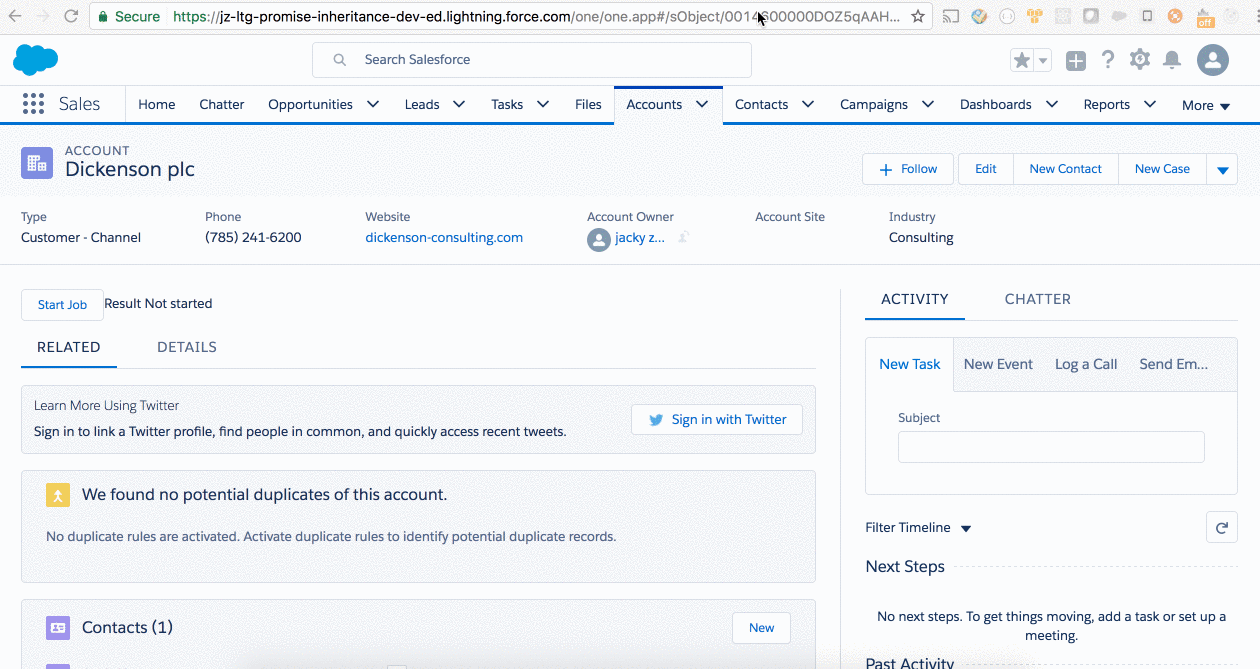 Secure https://jz-ltg-promise-inheritance-dev-ed.lightning.force.com/one/one.app#/sObject/0014600000DOZ5qAAH...
off
Search Salesforce
Sales Home Chatter Opportunities Leads Tasks Files Accounts Contacts Campaigns Dashboards Reports More
ACCOUNT
Dickenson plc
Follow Edit New Contact New Case
Type Phone Website Account Owner Account Site Industry
Customer - Channel (785) 241-6200 dickenson-consulting.com jacky z... Consulting
Start Job Result Not started
RELATED DETAILS
Learn More Using Twitter
Sign in to link a Twitter profile, find people in common, and quickly access recent tweets.
Sign in with Twitter
We found no potential duplicates of this account.
No duplicate rules are activated. Activate duplicate rules to identify potential duplicate records.
Contacts (1) New
ACTIVITY CHATTER
New Task New Event Log a Call Send Em...
Subject
Filter Timeline
Next Steps
No next steps. To get things moving, add a task or set up a
meeting.
Past Activity